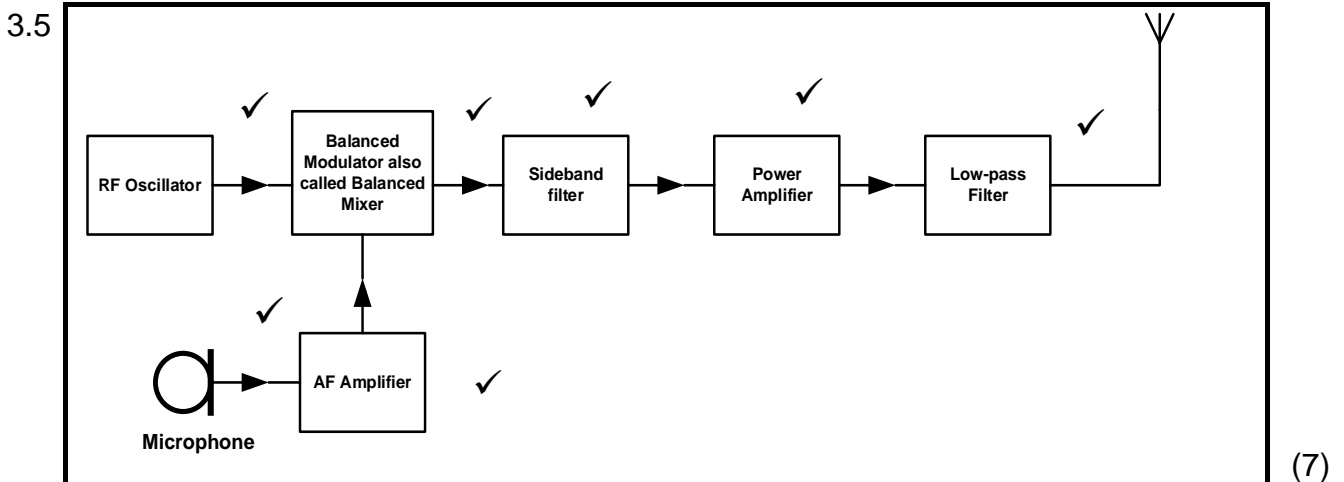 3.5
RF Oscillator
Balanced
Modulator also
called Balanced
Mixer
Sideband
filter
Power
Amplifier
Low-pass
Filter
AF Amplifier
Microphone
(7)